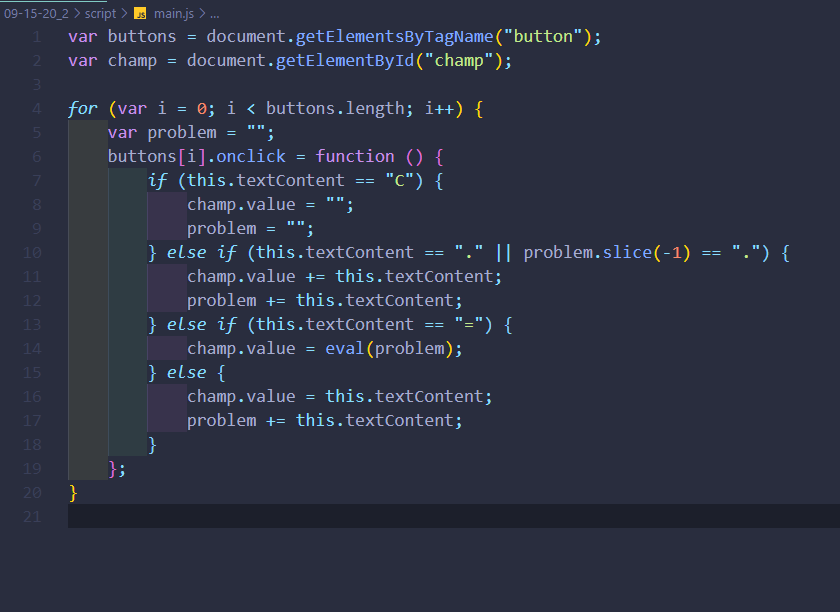 09-15-20_2 > script > JS main.js > ...
1 var buttons = document.getElementsByTagName("button");
2 var champ = document.getElementById("champ");
3
4 for (var i = 0; i < buttons.length; i++) {
5     var problem = "";
6     buttons[i].onclick = function () {
7         if (this.textContent == "C") {
8             champ.value = "";
9             problem = "";
10         } else if (this.textContent == "." || problem.slice(-1) == ".") {
11             champ.value += this.textContent;
12             problem += this.textContent;
13         } else if (this.textContent == "=") {
14             champ.value = eval(problem);
15         } else {
16             champ.value = this.textContent;
17             problem += this.textContent;
18         }
19     };
20 }
21